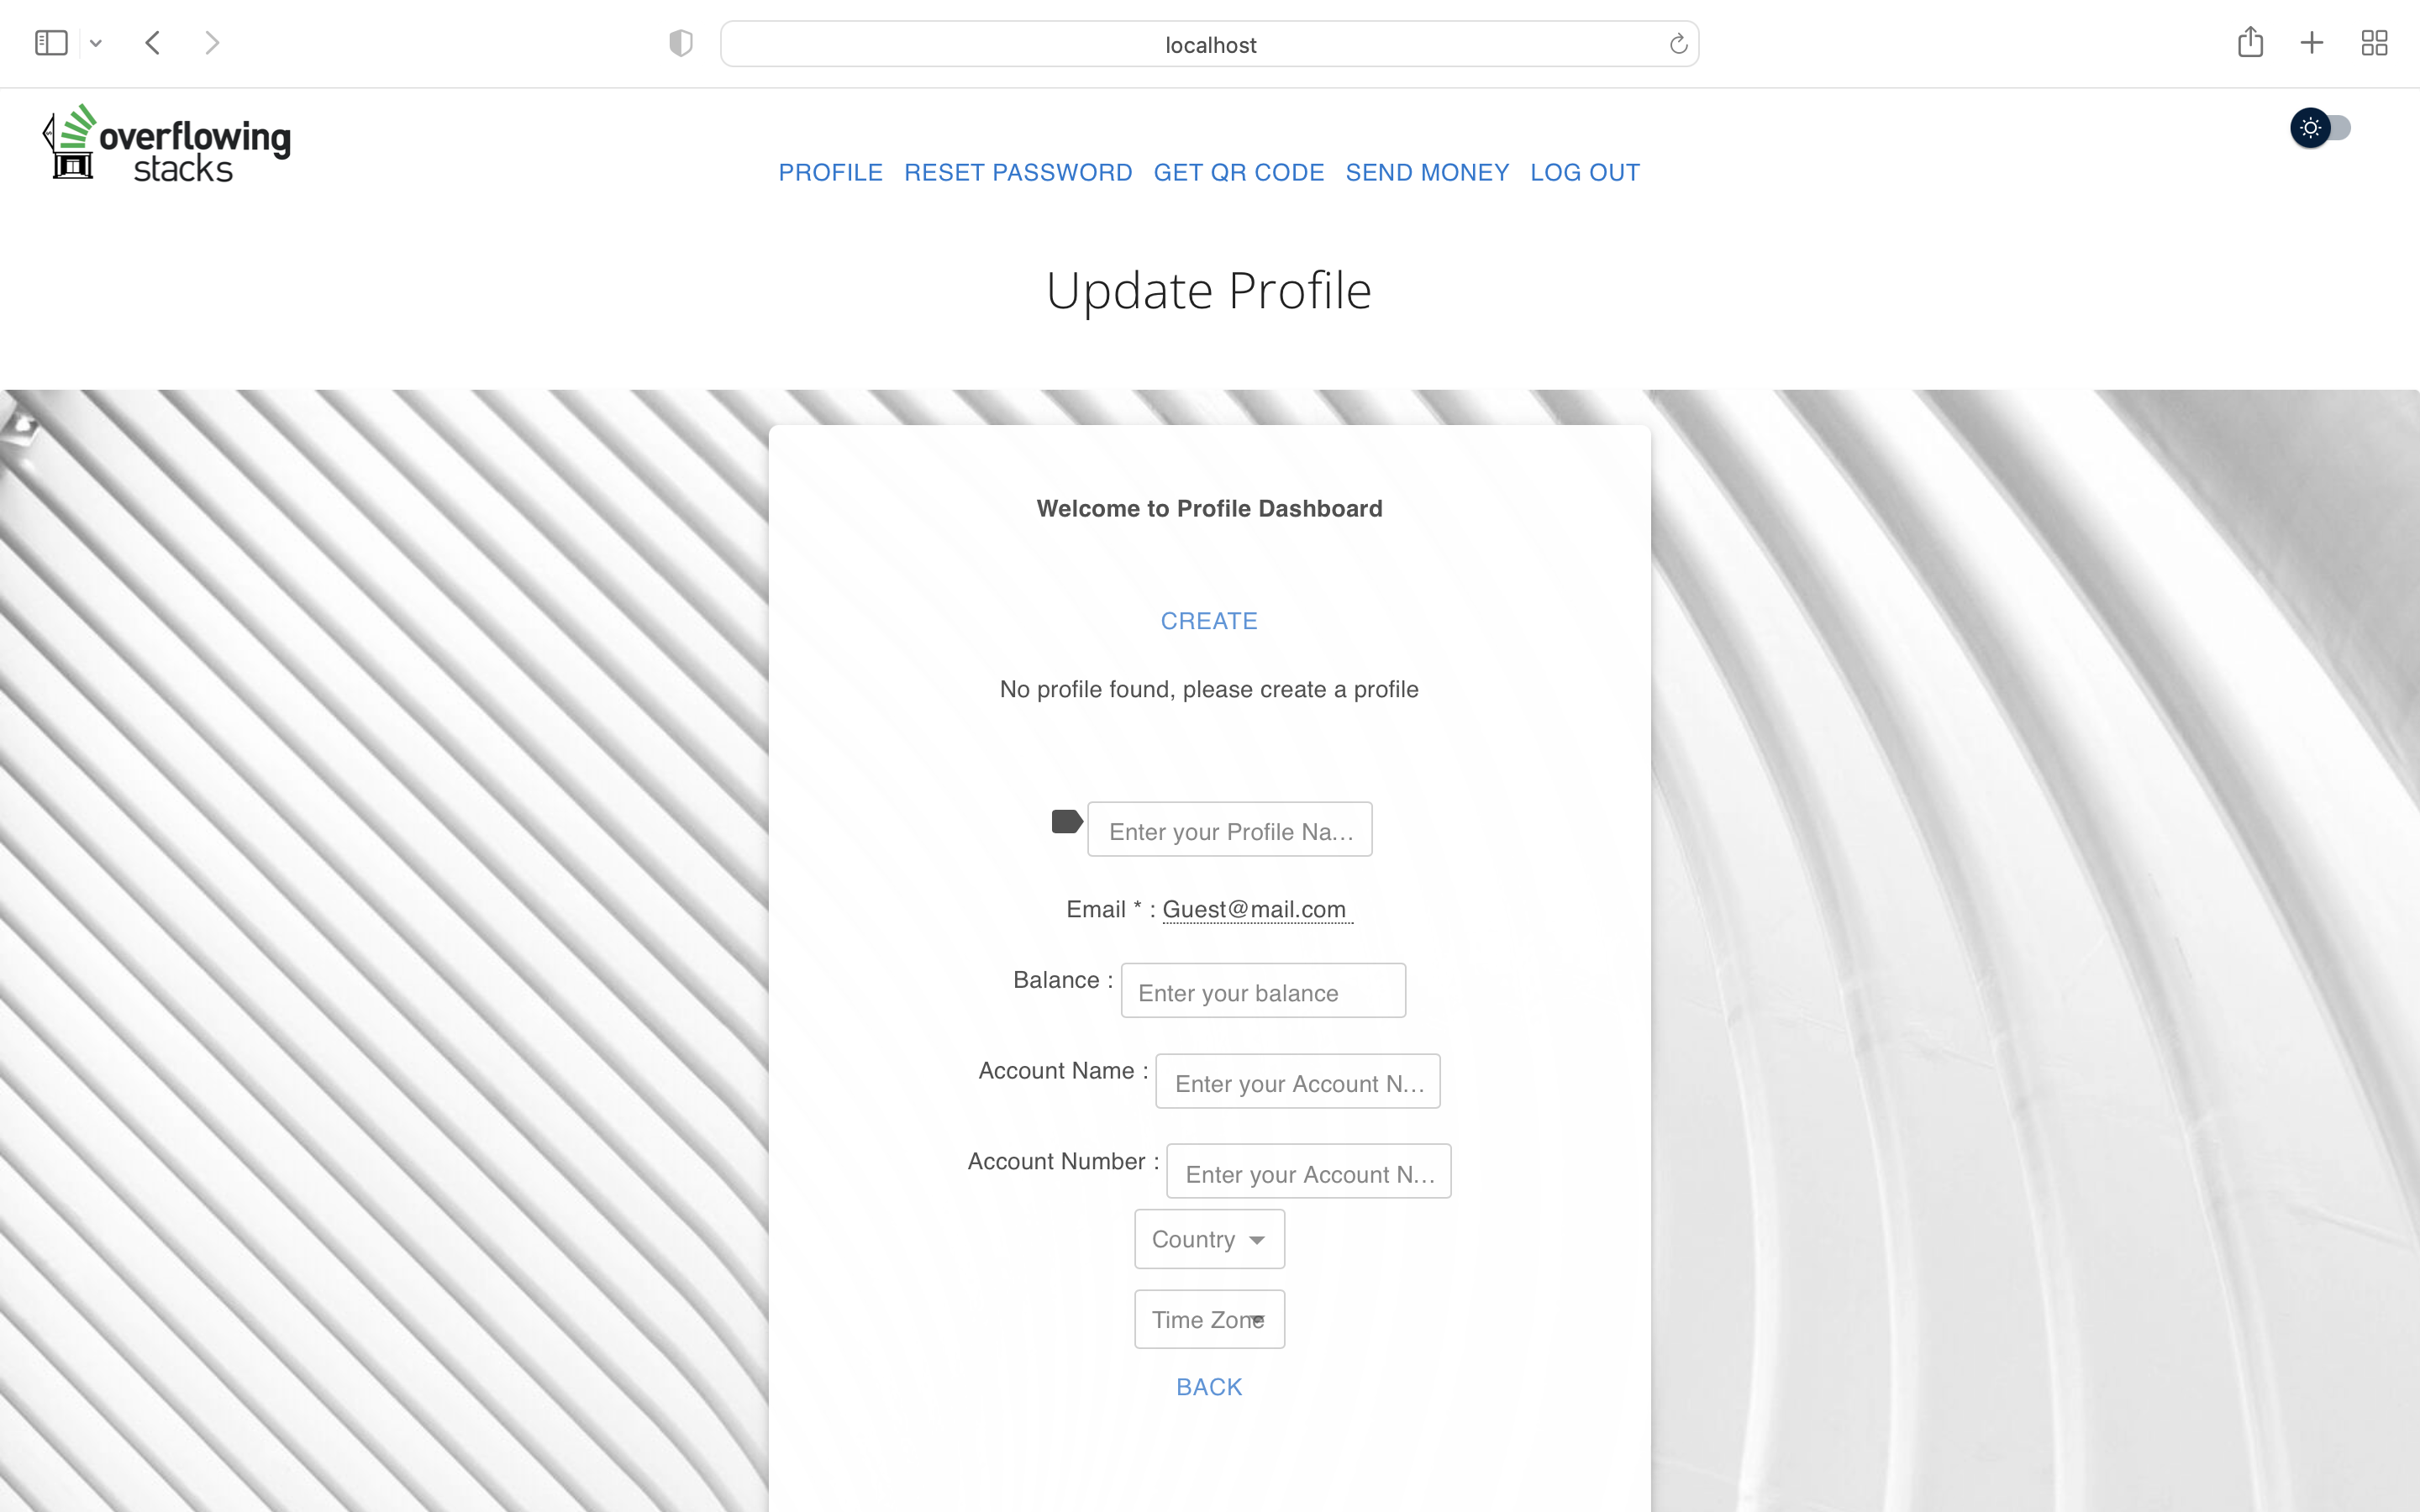 localhost
overflowing
stacks
PROFILE RESET PASSWORD GET QR CODE SEND MONEY LOG OUT
Update Profile
Welcome to Profile Dashboard
CREATE
No profile found, please create a profile
Enter your Profile Na…
Email * : Guest@mail.com
Balance : Enter your balance
Account Name : Enter your Account N…
Account Number : Enter your Account N…
Country
Time Zone
BACK